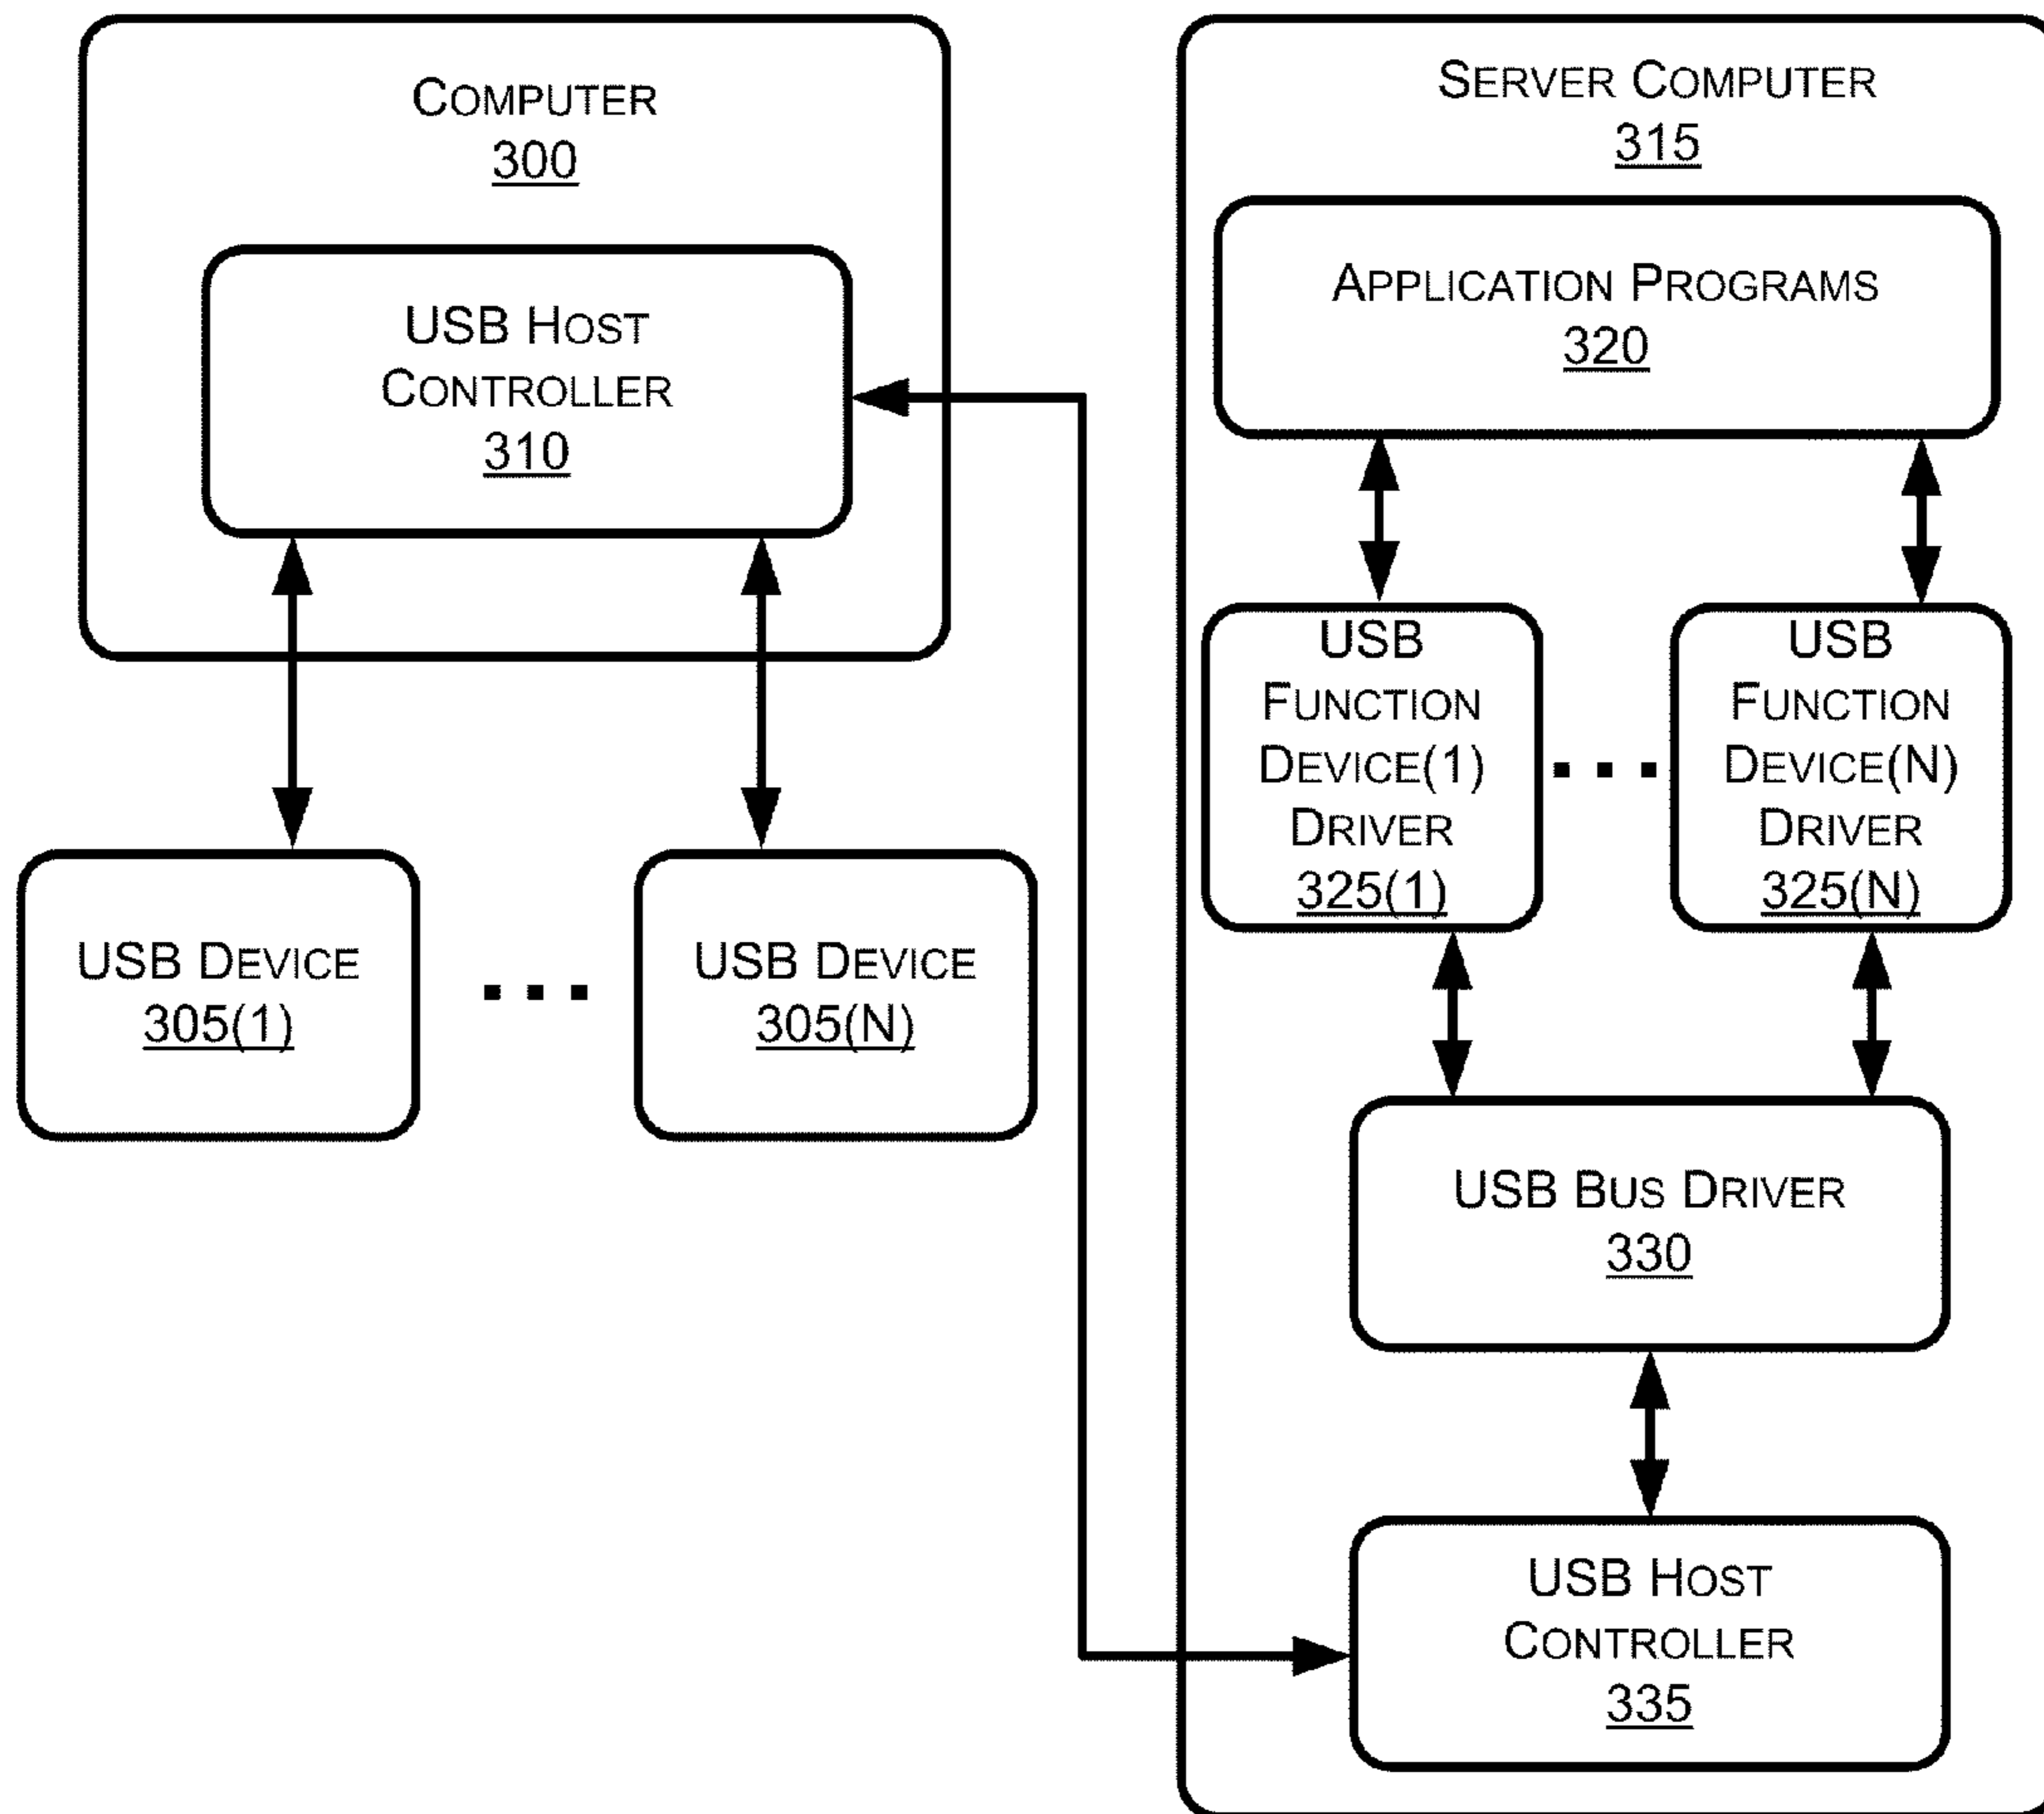 COMPUTER
300
USB HOST
CONTROLLER
310
USB DEVICE
305(1)
...
USB DEVICE
305(N)
SERVER COMPUTER
315
APPLICATION PROGRAMS
320
USB
FUNCTION
DEVICE(1)
DRIVER
325(1)
...
USB
FUNCTION
DEVICE(N)
DRIVER
325(N)
USB BUS DRIVER
330
USB HOST
CONTROLLER
335